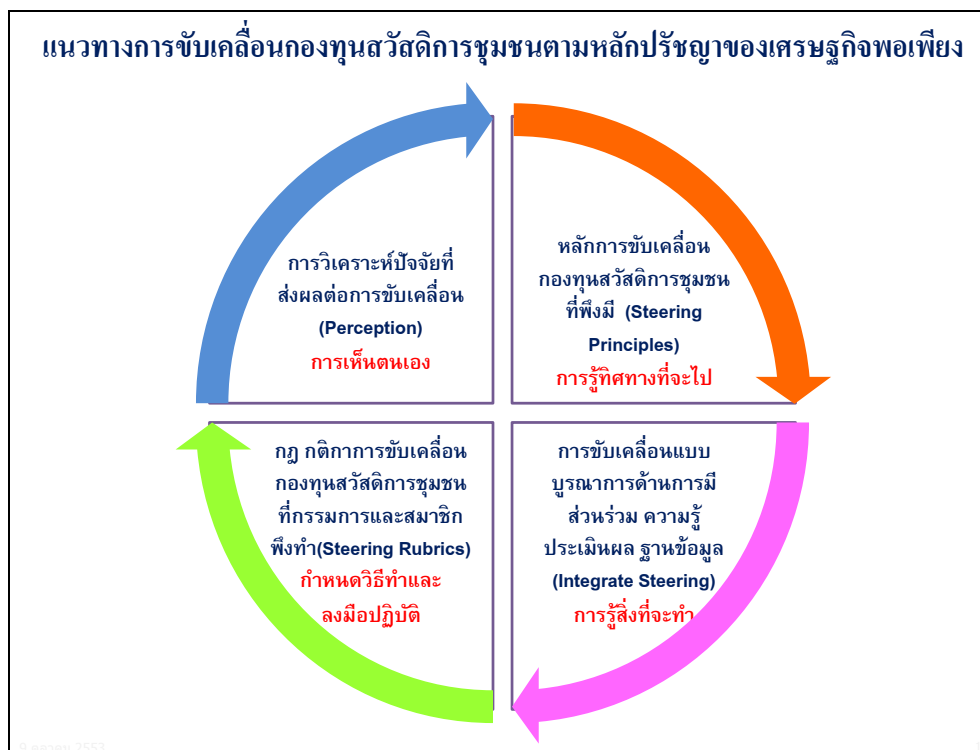 แนวทางการขับเคลื่อนกองทุนสวัสดิการชุมชนตามหลักปรัชญาของเศรษฐกิจพอเพียง
การวิเคราะห์ปัจจัยที่
ส่งผลต่อการขับเคลื่อน
(Perception)
การเห็นตนเอง
หลักการขับเคลื่อน
กองทุนสวัสดิการชุมชน
ที่พึงมี (Steering
Principles)
การรู้ทิศทางที่จะไป
กฎ กติกาการขับเคลื่อน
กองทุนสวัสดิการชุมชน
ที่กรรมการและสมาชิก
พึงทำ(Steering Rubrics)
กำหนดวิธีทำและ
ลงมือปฏิบัติ
การขับเคลื่อนแบบ
บูรณาการด้านการมี
ส่วนร่วม ความรู้
ประเมินผล ฐานข้อมูล
(Integrate Steering)
การรู้สิ่งที่จะทำ
9 ตุลาคม 2553